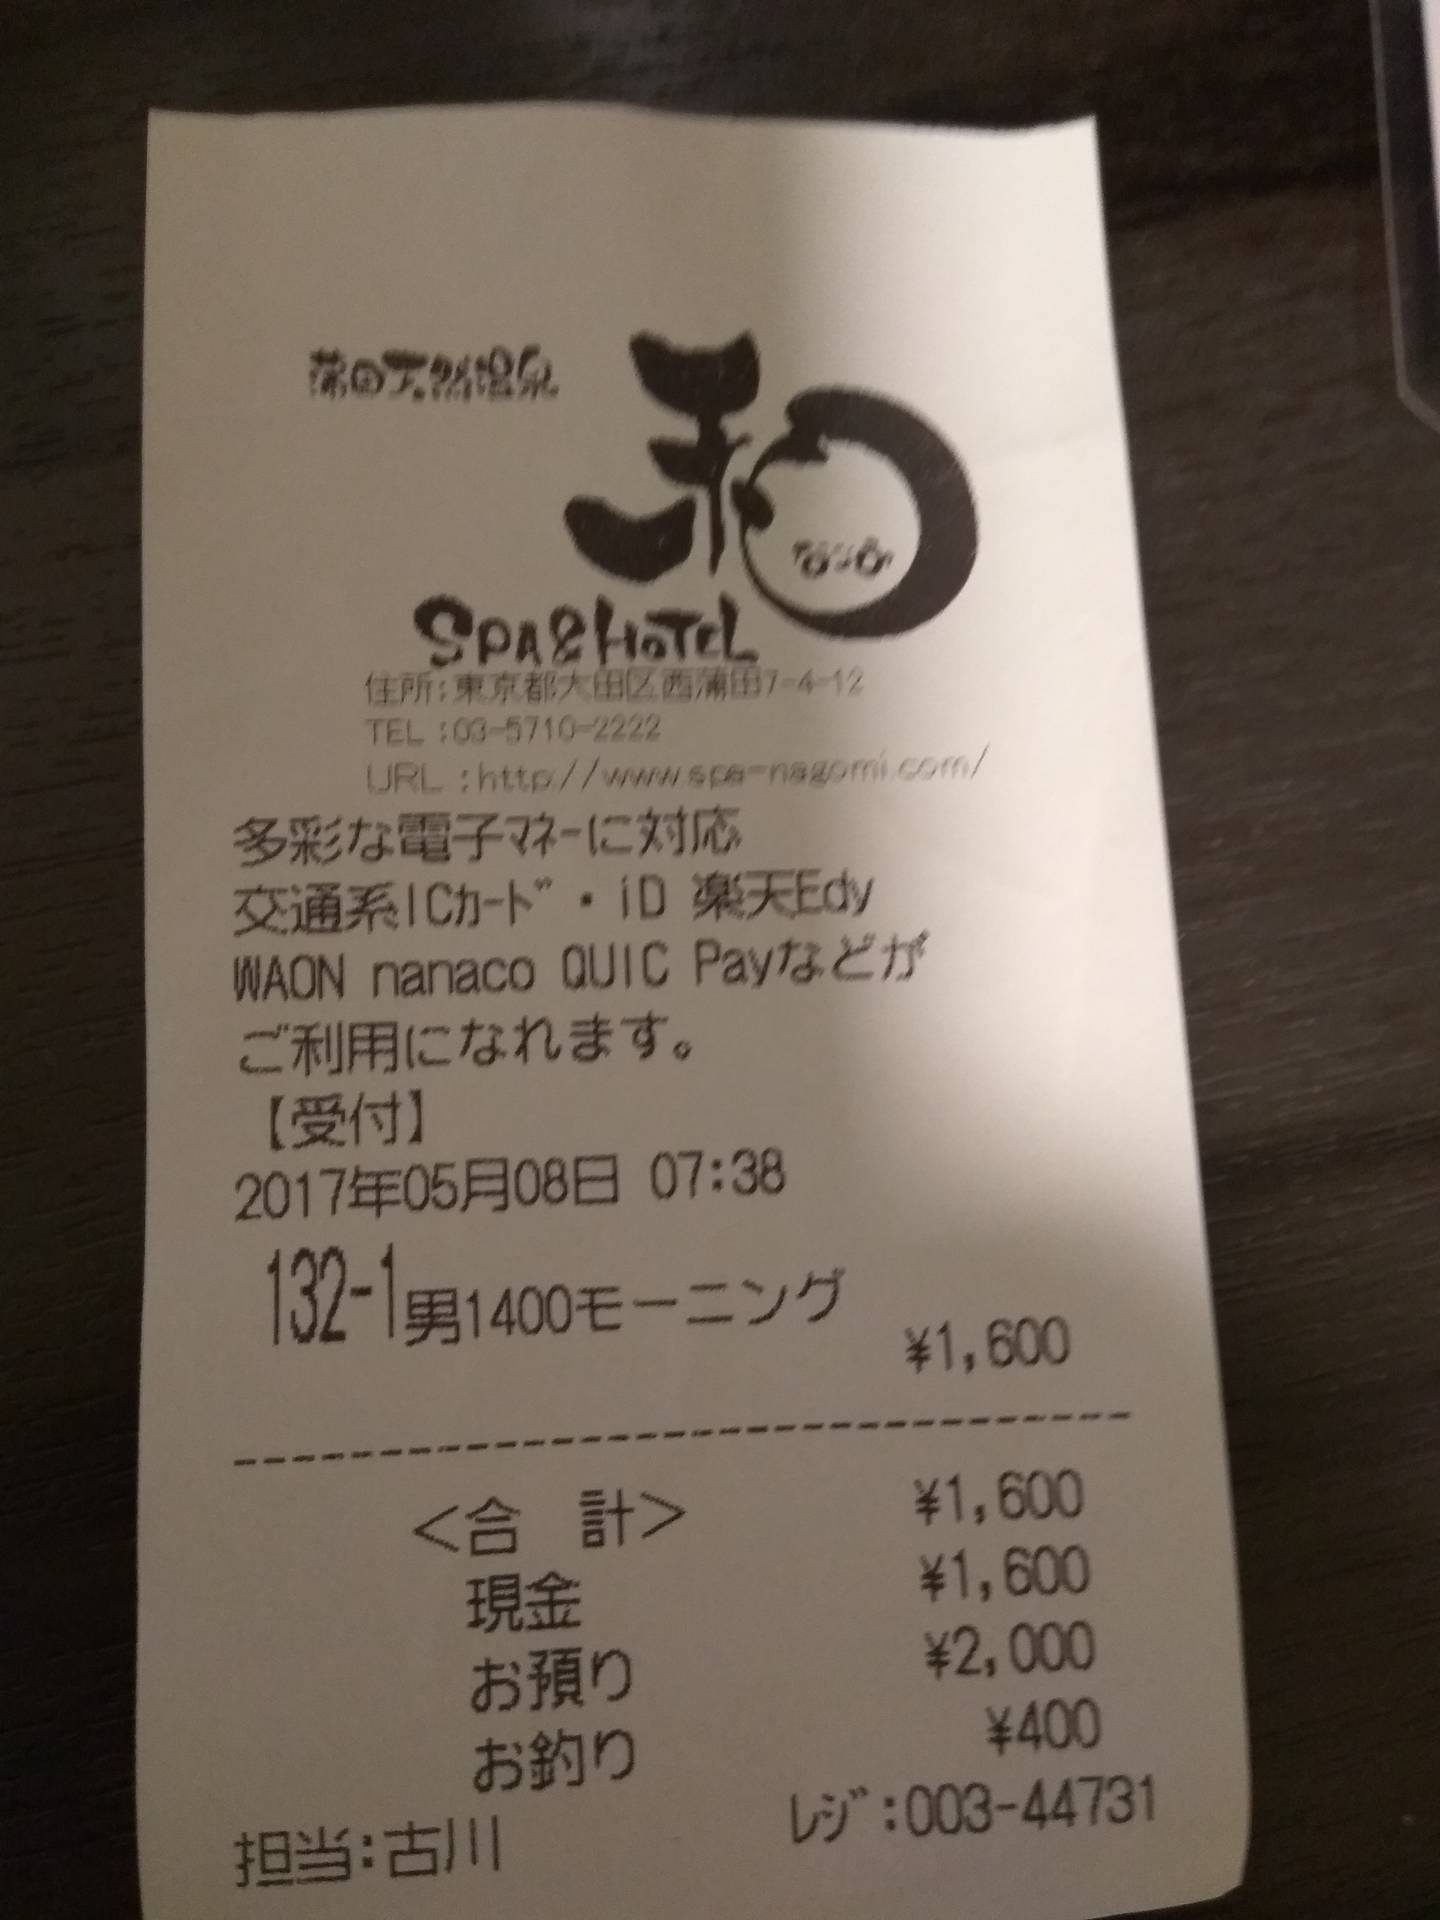 蒲田天然温泉
和
なごみ
SPA&HOTEL
住所:東京都大田区西蒲田7-4-12
TEL:03-5710-2222
URL:http://www.spa-nagomi.com/
多彩な電子ﾏﾈｰに対応
交通系ICｶｰﾄﾞ・iD 楽天Edy
WAON nanaco QUIC Payなどが
ご利用になれます。
【受付】
2017年05月08日 07:38
132-1男1400モーニング
¥1,600
<合 計> ¥1,600
現金 ¥1,600
お預り ¥2,000
お釣り ¥400
担当:古川 ﾚｼﾞ:003-44731